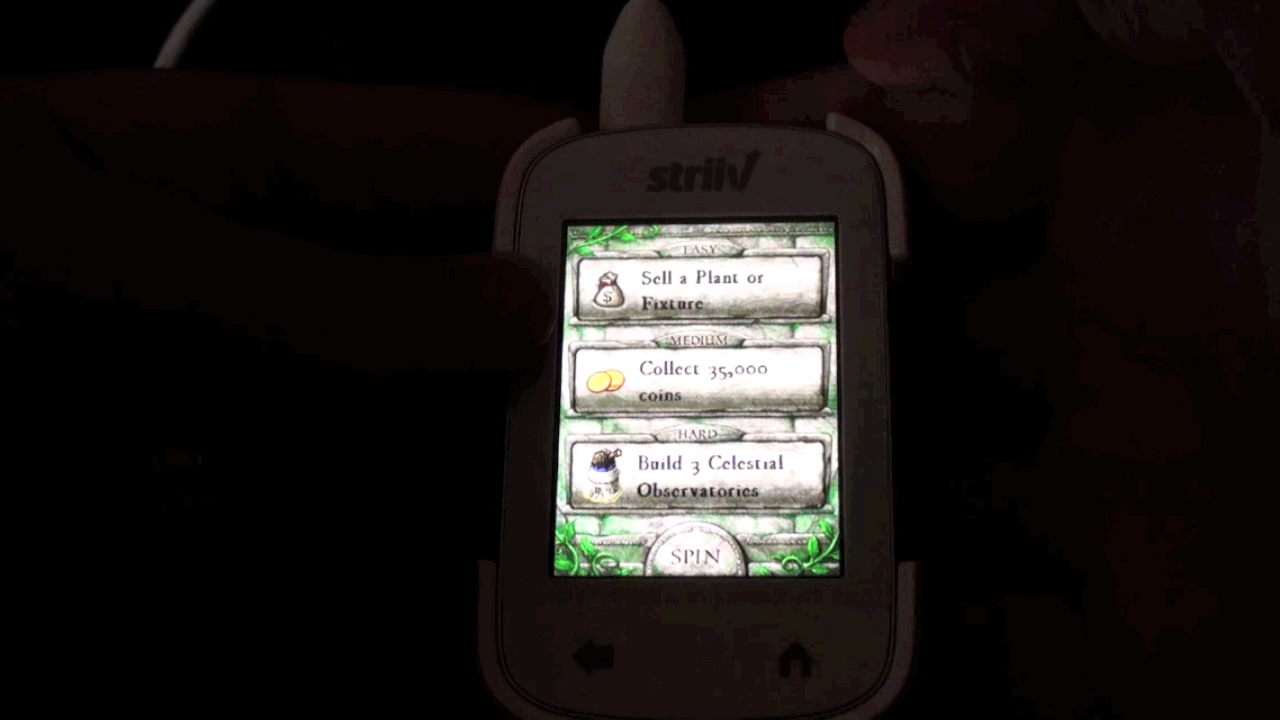 striiv
EASY
Sell a Plant or
Fixture
MEDIUM
Collect 35,000
coins
HARD
Build 3 Celestial
Observatories
SPIN